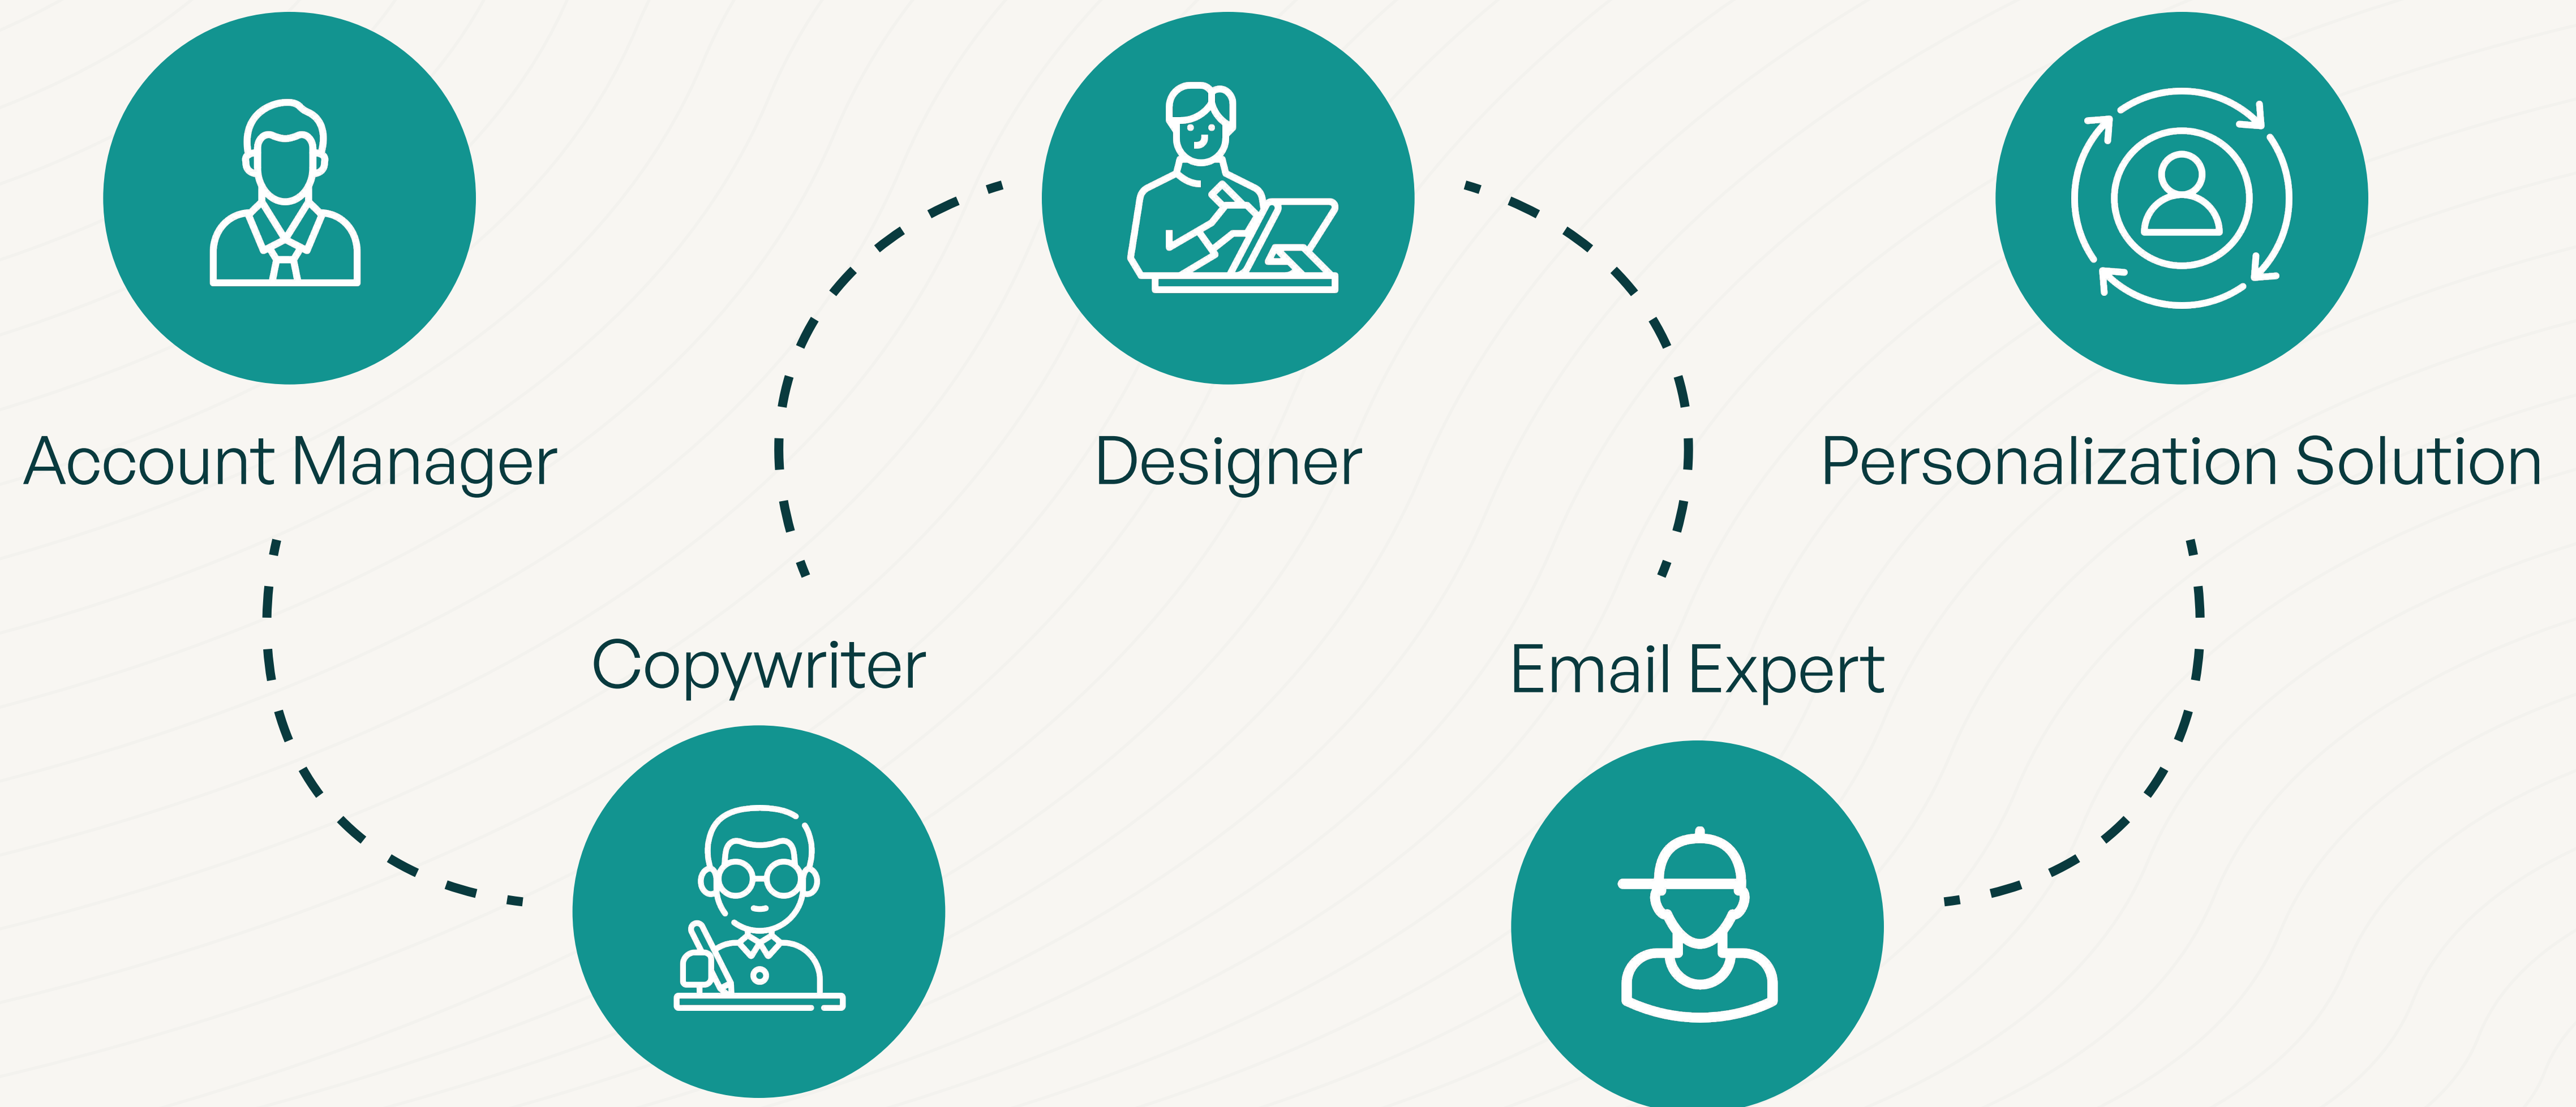 Account Manager
Copywriter
Designer
Email Expert
Personalization Solution